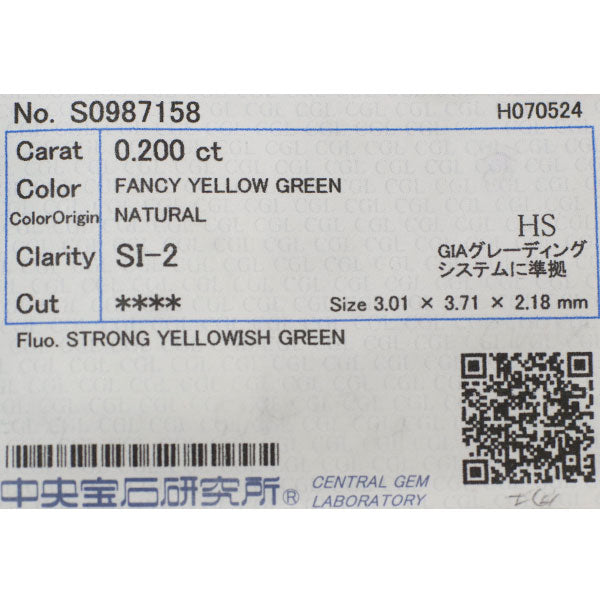 No. S0987158 H070524
Carat 0.200 ct
Color FANCY YELLOW GREEN
ColorOrigin NATURAL
Clarity SI-2
HS
GIAグレーディング
システムに準拠
Cut ****
Size 3.01 × 3.71 × 2.18 mm
Fluo. STRONG YELLOWISH GREEN
中央宝石研究所®
CENTRAL GEM
LABORATORY